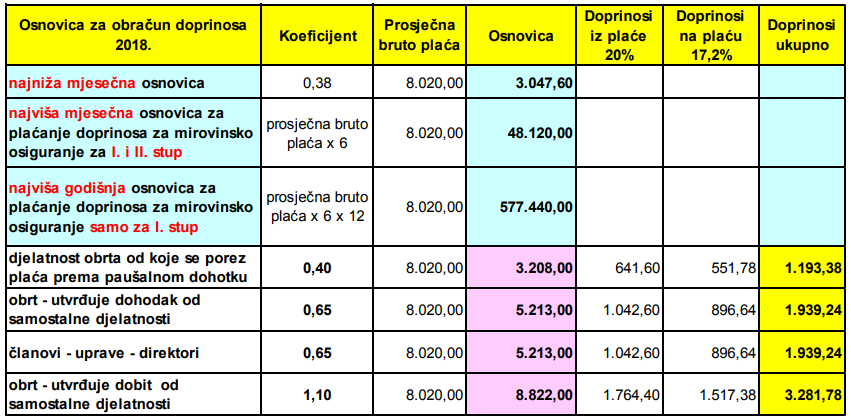 Osnovica za obračun doprinosa
2018.
Koeficijent
Prosječna
bruto plaća
Osnovica
Doprinosi
iz plaće
20%
Doprinosi
na plaću
17,2%
Doprinosi
ukupno
najniža mjesečna osnovica
0,38
8.020,00
3.047,60
najviša mjesečna osnovica za
plaćanje doprinosa za mirovinsko
osiguranje za I. i II. stup
prosječna bruto
plaća x 6
8.020,00
48.120,00
najviša godišnja osnovica za
plaćanje doprinosa za mirovinsko
osiguranje samo za I. stup
prosječna bruto
plaća x 6 x 12
8.020,00
577.440,00
djelatnost obrta od koje se porez
plaća prema paušalnom dohotku
0,40
8.020,00
3.208,00
641,60
551,78
1.193,38
obrt - utvrđuje dohodak od
samostalne djelatnosti
0,65
8.020,00
5.213,00
1.042,60
896,64
1.939,24
članovi - uprave - direktori
0,65
8.020,00
5.213,00
1.042,60
896,64
1.939,24
obrt - utvrđuje dobit od
samostalne djelatnosti
1,10
8.020,00
8.822,00
1.764,40
1.517,38
3.281,78